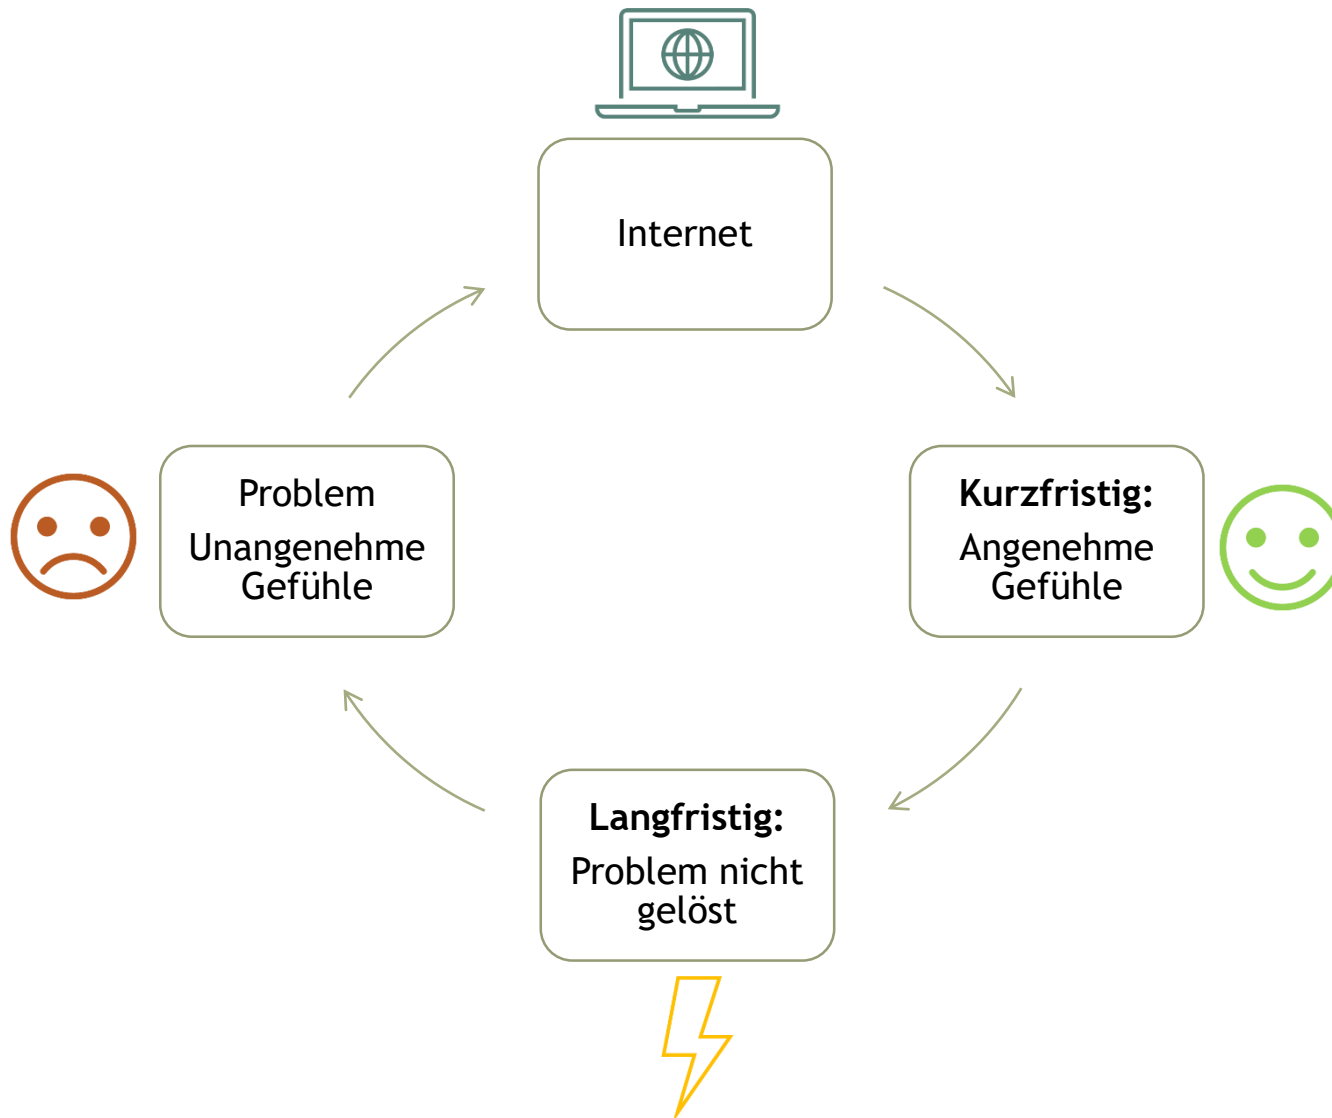 Internet
Problem
Unangenehme
Gefühle
Kurzfristig:
Angenehme
Gefühle
Langfristig:
Problem nicht
gelöst